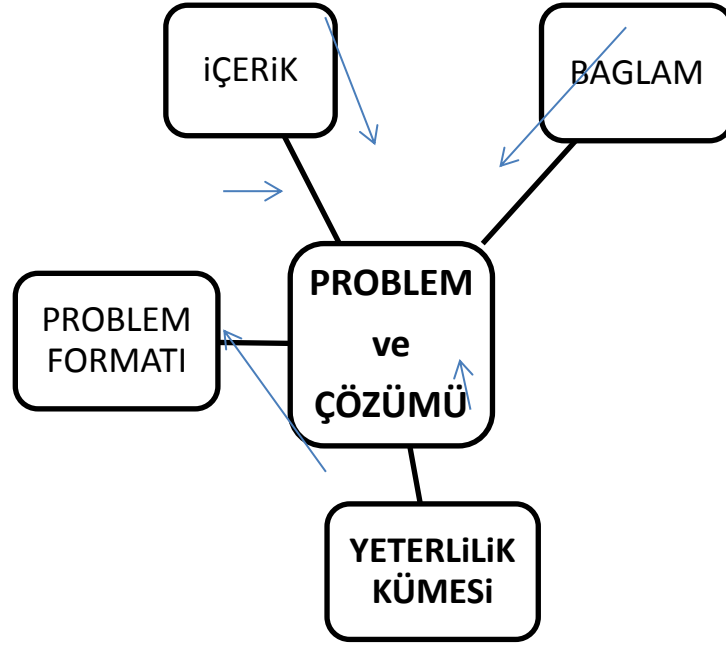 iÇERiK
BAGLAM
PROBLEM
ve
ÇÖZÜMÜ
PROBLEM
FORMATI
YETERLiLiK
KÜMESi